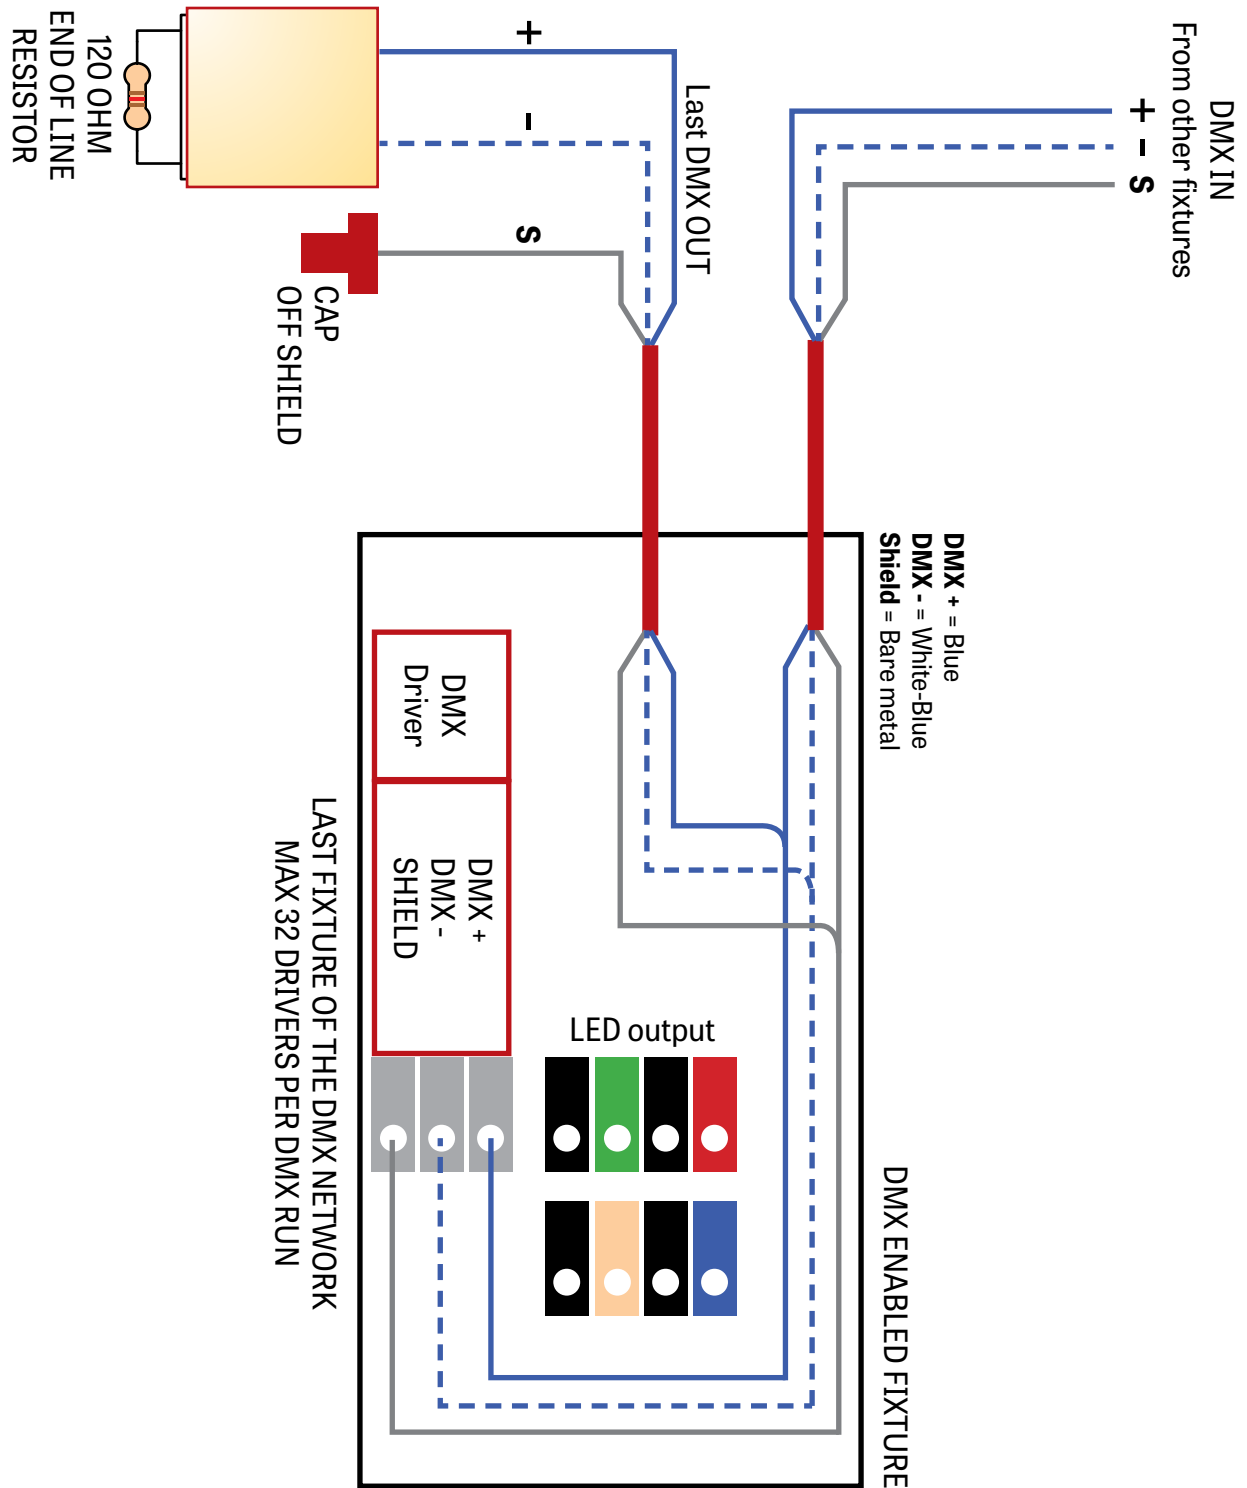 DMX IN
From other fixtures
+
-
S
Last DMX OUT
+
-
S
120 OHM
END OF LINE
RESISTOR
CAP
OFF SHIELD
DMX + = Blue
DMX - = White-Blue
Shield = Bare metal
DMX ENABLED FIXTURE
DMX
Driver
DMX +
DMX -
SHIELD
LED output
LAST FIXTURE OF THE DMX NETWORK
MAX 32 DRIVERS PER DMX RUN